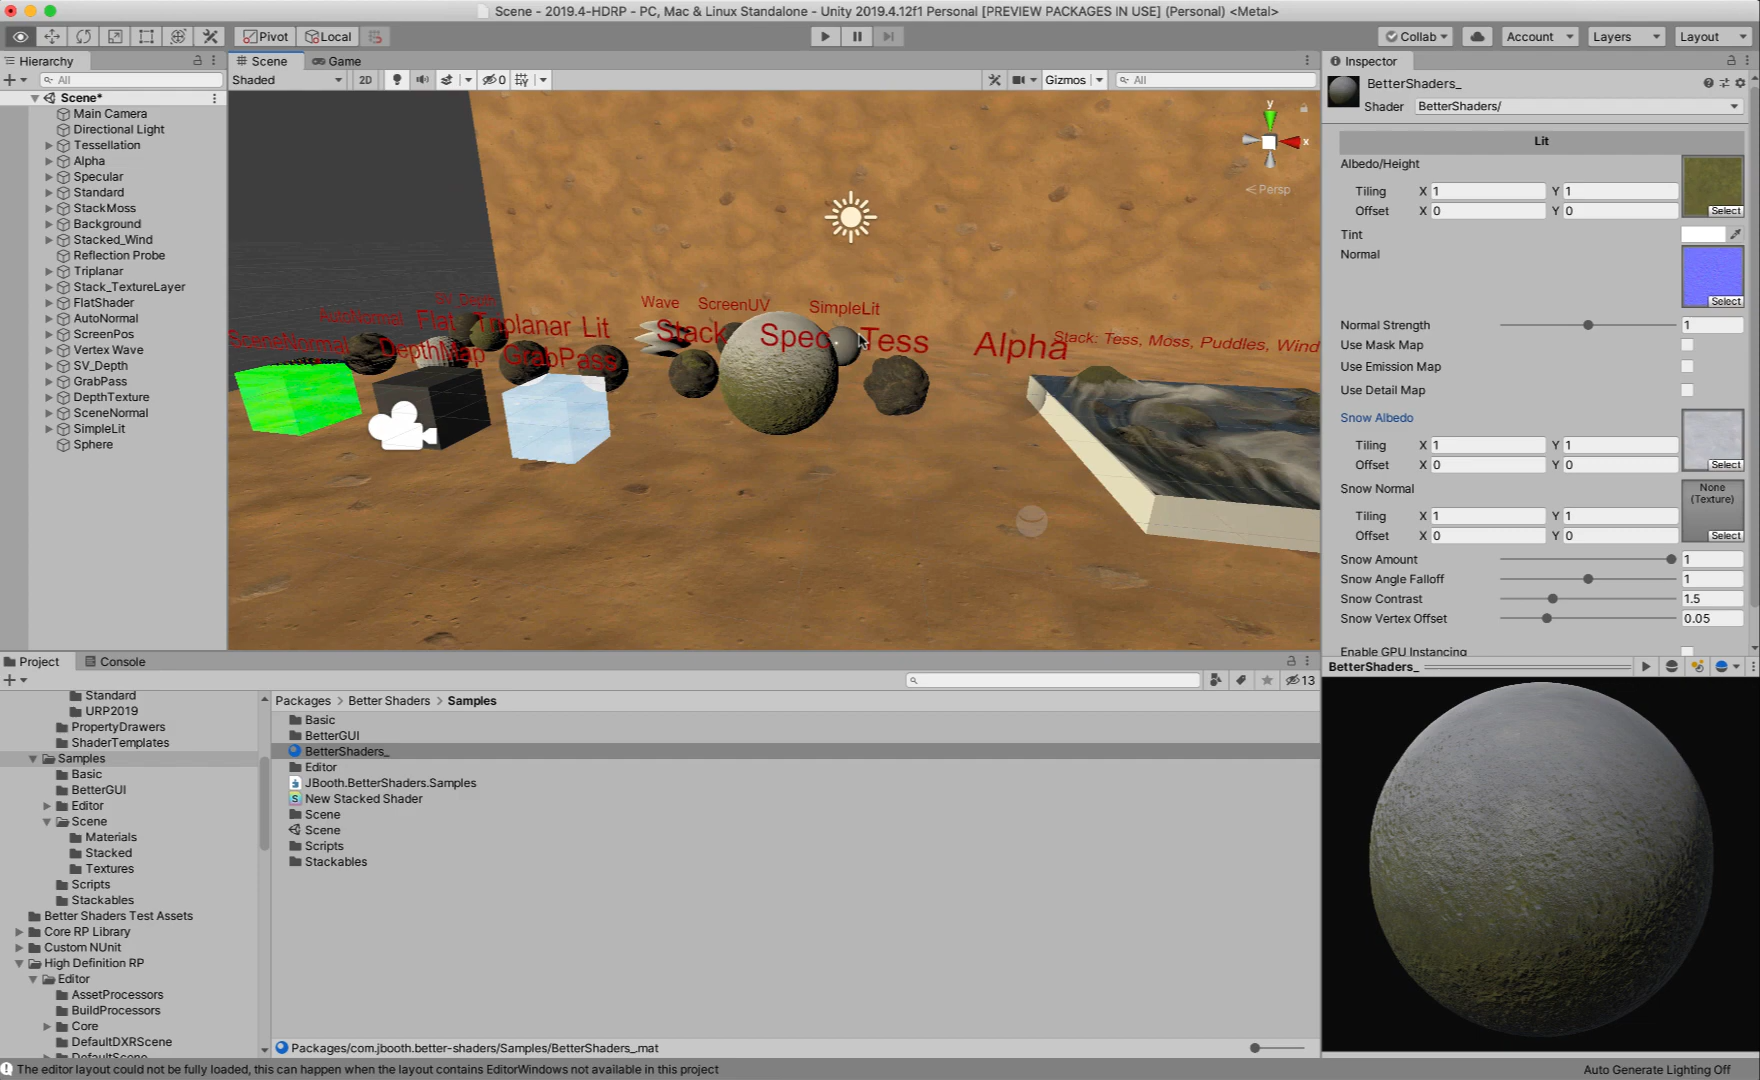 Scene - 2019.4-HDRP - PC, Mac & Linux Standalone - Unity 2019.4.12f1 Personal [PREVIEW PACKAGES IN USE] (Personal) <Metal>
Pivot Local Collab Account Layers Layout
Hierarchy
All
Scene*
Main Camera
Directional Light
Tessellation
Alpha
Specular
Standard
StackMoss
Background
Stacked_Wind
Reflection Probe
Triplanar
Stack_TextureLayer
FlatShader
AutoNormal
ScreenPos
Vertex Wave
SV_Depth
GrabPass
DepthTexture
SceneNormal
SimpleLit
Sphere
Scene Game
Shaded 2D 0 Gizmos All
y
x
Persp
SV_Depth Wave ScreenUV SimpleLit
AutoNormal Flat Triplanar Lit Stack Spec Tess Alpha Stack: Tess, Moss, Puddles, Wind
SceneNormal DepthMap GrabPass
Inspector
BetterShaders_
Shader BetterShaders/
Lit
Albedo/Height
Tiling X 1 Y 1
Offset X 0 Y 0 Select
Tint
Normal
Select
Normal Strength 1
Use Mask Map
Use Emission Map
Use Detail Map
Snow Albedo
Tiling X 1 Y 1
Offset X 0 Y 0 Select
Snow Normal None
(Texture)
Tiling X 1 Y 1
Offset X 0 Y 0 Select
Snow Amount 1
Snow Angle Falloff 1
Snow Contrast 1.5
Snow Vertex Offset 0.05
Enable GPU Instancing
BetterShaders_
Project Console
13
Standard
URP2019
PropertyDrawers
ShaderTemplates
Samples
Basic
BetterGUI
Editor
Scene
Materials
Stacked
Textures
Scripts
Stackables
Better Shaders Test Assets
Core RP Library
Custom NUnit
High Definition RP
Editor
AssetProcessors
BuildProcessors
Core
DefaultDXRScene
DefaultScene
Packages > Better Shaders > Samples
Basic
BetterGUI
BetterShaders_
Editor
JBooth.BetterShaders.Samples
New Stacked Shader
Scene
Scene
Scripts
Stackables
Packages/com.jbooth.better-shaders/Samples/BetterShaders_.mat
The editor layout could not be fully loaded, this can happen when the layout contains EditorWindows not available in this project
Auto Generate Lighting Off